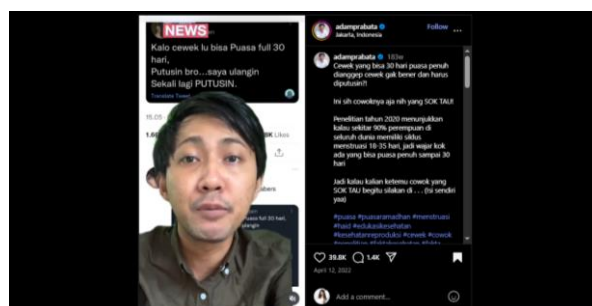 NEWS
Kalo cewek lu bisa Puasa full 30
hari,
Putusin bro...saya ulangin
Sekali lagi PUTUSIN.
Translate Tweet
Likes
adamprabata
Jakarta, Indonesia
Follow
adamprabata 183w
Cewek yang bisa 30 hari puasa penuh
dianggep cewek gak bener dan harus
diputusin?!
Ini sih cowoknya aja nih yang SOK TAU!!
Penelitian tahun 2020 menunjukkan
kalau sekitar 90% perempuan di
seluruh dunia memiliki siklus
menstruasi 18-35 hari, jadi wajar kok
ada yang bisa puasa penuh sampai 30
hari
Jadi kalau kalian ketemu cowok yang
SOK TAU begitu silakan di . . . (Isi sendiri
yaa)
#puasa #puasaramadhan #menstruasi
#haid #edukasikesehatan
#kesehatanreproduksi #cewek #cowok
39.8K 1.4K
April 12, 2022
Add a comment...